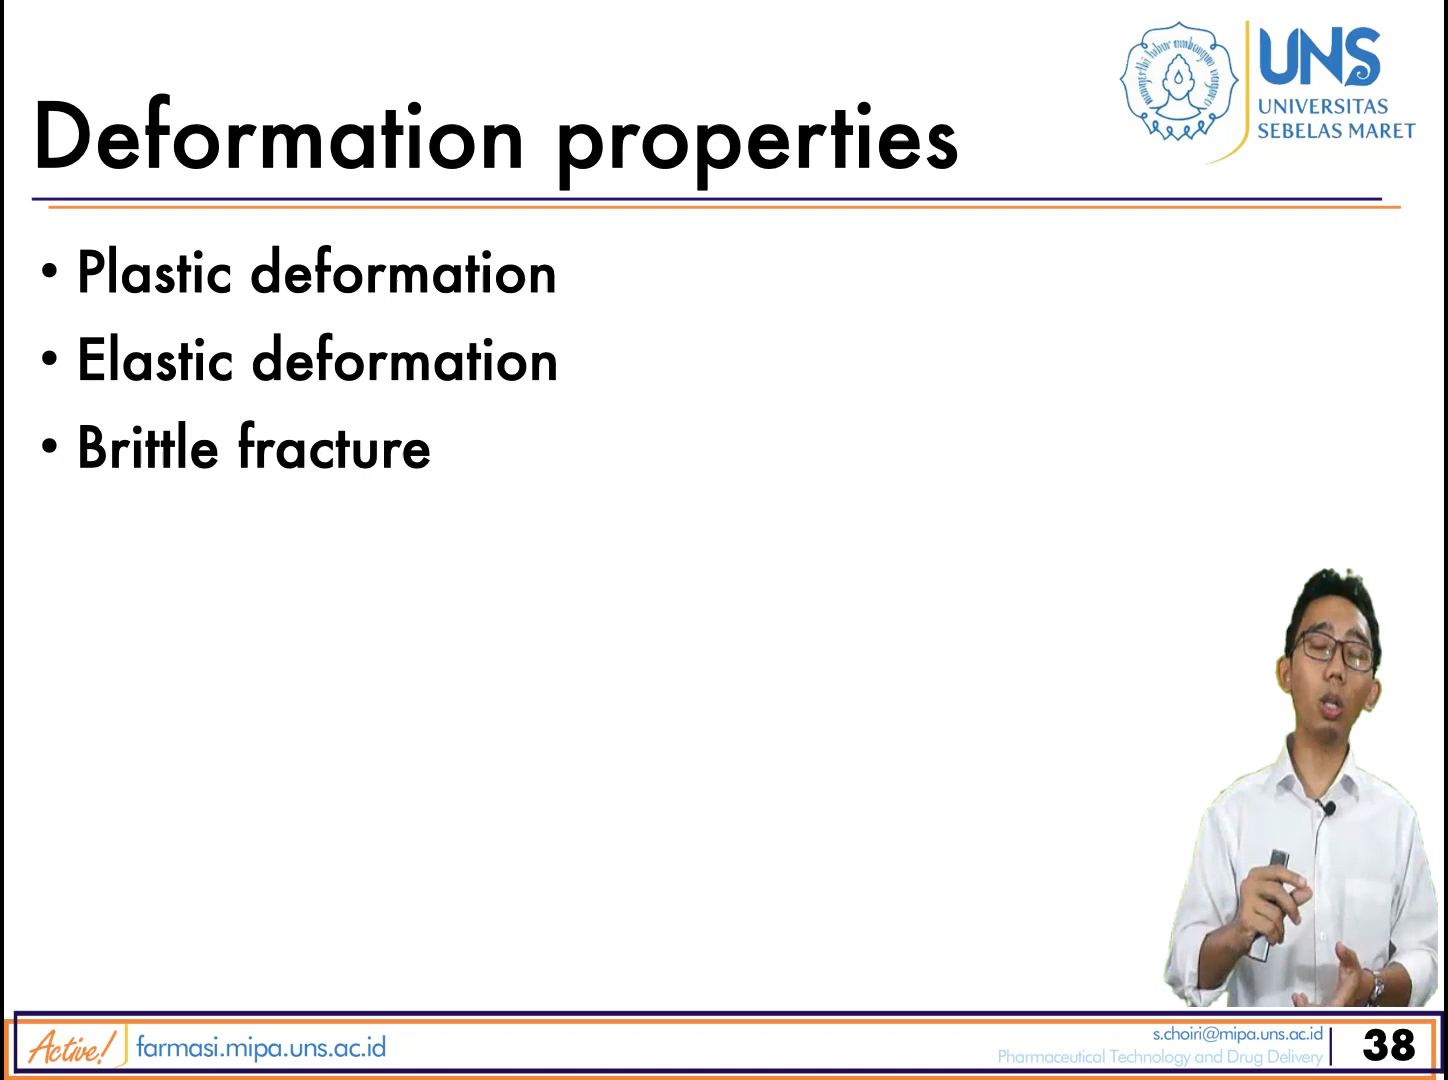 UNS
UNIVERSITAS
SEBELAS MARET
Deformation properties
• Plastic deformation
• Elastic deformation
• Brittle fracture
Active!
farmasi.mipa.uns.ac.id
s.choiri@mipa.uns.ac.id
Pharmaceutical Technology and Drug Delivery
38